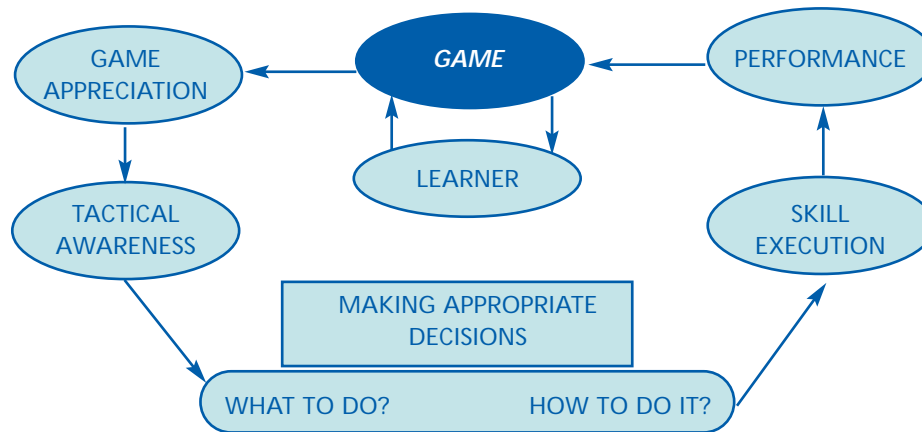 GAME
APPRECIATION
GAME
PERFORMANCE
LEARNER
TACTICAL
AWARENESS
SKILL
EXECUTION
MAKING APPROPRIATE
DECISIONS
WHAT TO DO?
HOW TO DO IT?